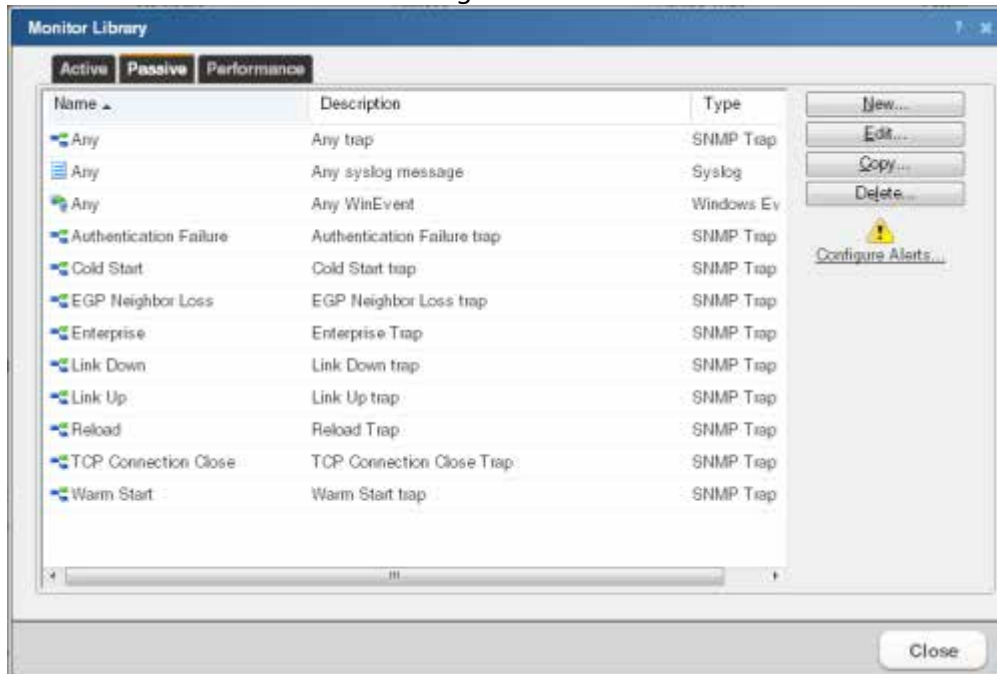 Monitor Library ? x
Active Passive Performance
Name Description Type
Any Any trap SNMP Trap
Any Any syslog message Syslog
Any Any WinEvent Windows Ev
Authentication Failure Authentication Failure trap SNMP Trap
Cold Start Cold Start trap SNMP Trap
EGP Neighbor Loss EGP Neighbor Loss trap SNMP Trap
Enterprise Enterprise Trap SNMP Trap
Link Down Link Down trap SNMP Trap
Link Up Link Up trap SNMP Trap
Reload Reload Trap SNMP Trap
TCP Connection Close TCP Connection Close Trap SNMP Trap
Warm Start Warm Start trap SNMP Trap
New...
Edit...
Copy...
Delete...
Configure Alerts...
Close